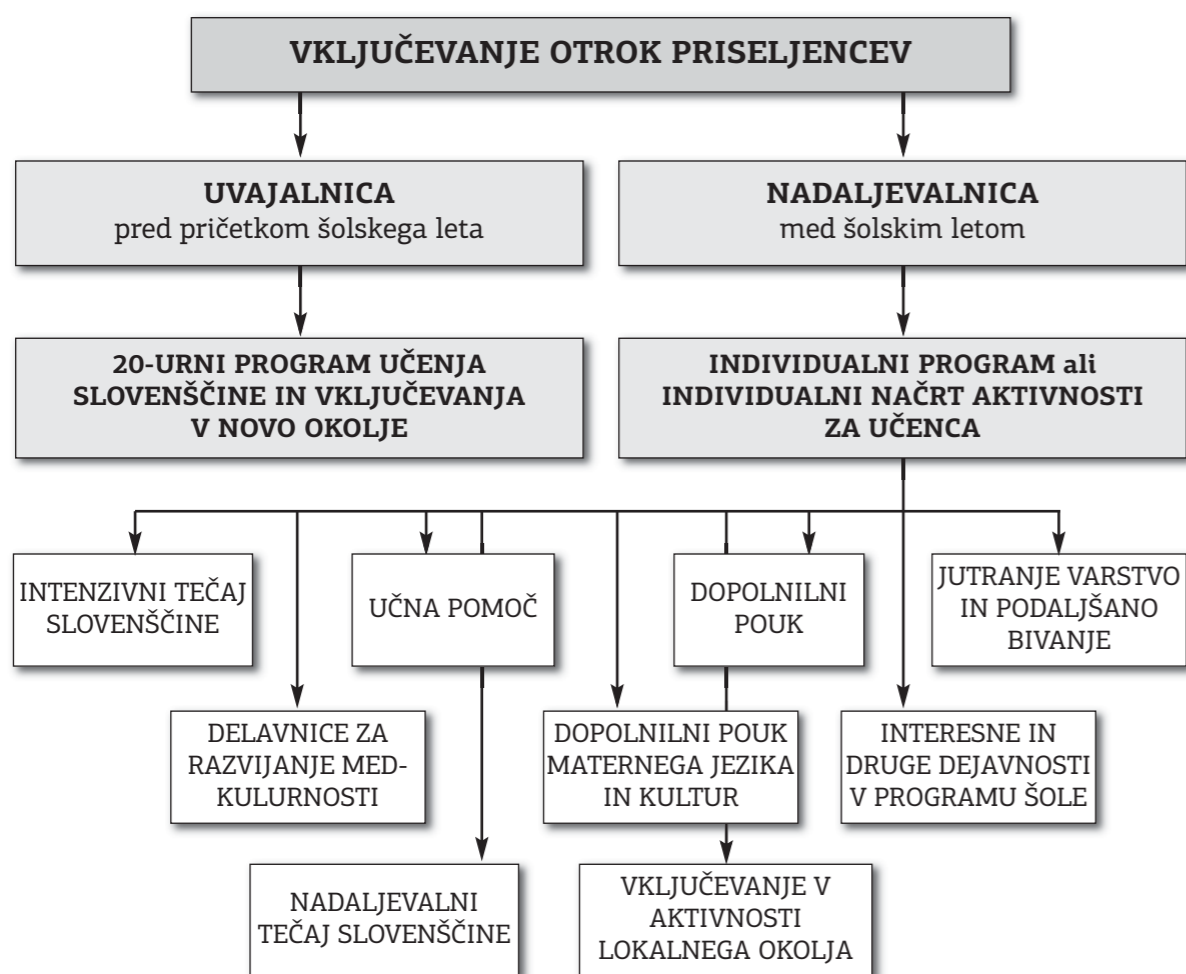 VKLJUČEVANJE OTROK PRISELJENCEV
UVAJALNICA
pred pričetkom šolskega leta
NADALJEVALNICA
med šolskim letom
20-URNI PROGRAM UČENJA
SLOVENŠČINE IN VKLJUČEVANJA
V NOVO OKOLJE
INDIVIDUALNI PROGRAM ali
INDIVIDUALNI NAČRT AKTIVNOSTI
ZA UČENCA
INTENZIVNI TEČAJ
SLOVENŠČINE
UČNA POMOČ
DOPOLNILNI
POUK
JUTRANJE VARSTVO
IN PODALJŠANO
BIVANJE
DELAVNICE ZA
RAZVIJANJE MED-
KULURNOSTI
DOPOLNILNI POUK
MATERNEGA JEZIKA
IN KULTUR
INTERESNE IN
DRUGE DEJAVNOSTI
V PROGRAMU ŠOLE
NADALJEVALNI
TEČAJ SLOVENŠČINE
VKLJUČEVANJE V
AKTIVNOSTI
LOKALNEGA OKOLJA